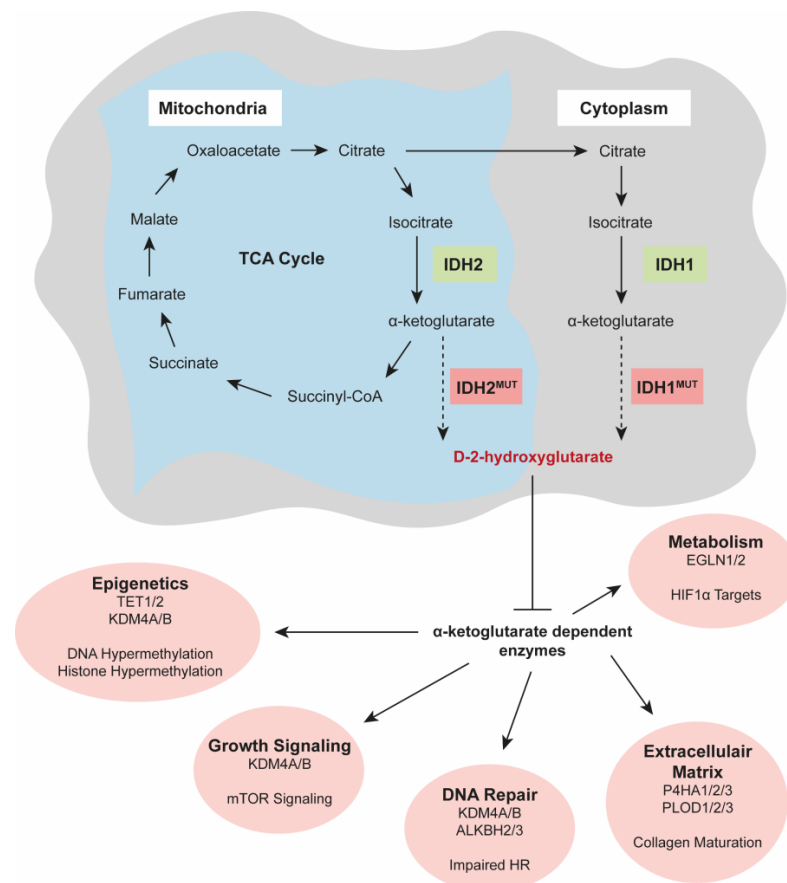 Mitochondria
Cytoplasm
Oxaloacetate
Citrate
Citrate
Malate
Isocitrate
Isocitrate
TCA Cycle
IDH2
IDH1
Fumarate
α-ketoglutarate
α-ketoglutarate
Succinate
Succinyl-CoA
IDH2MUT
IDH1MUT
D-2-hydroxyglutarate
Metabolism
EGLN1/2
HIF1α Targets
Epigenetics
TET1/2
KDM4A/B
DNA Hypermethylation
Histone Hypermethylation
α-ketoglutarate dependent
enzymes
Growth Signaling
KDM4A/B
mTOR Signaling
DNA Repair
KDM4A/B
ALKBH2/3
Impaired HR
Extracellulair
Matrix
P4HA1/2/3
PLOD1/2/3
Collagen Maturation